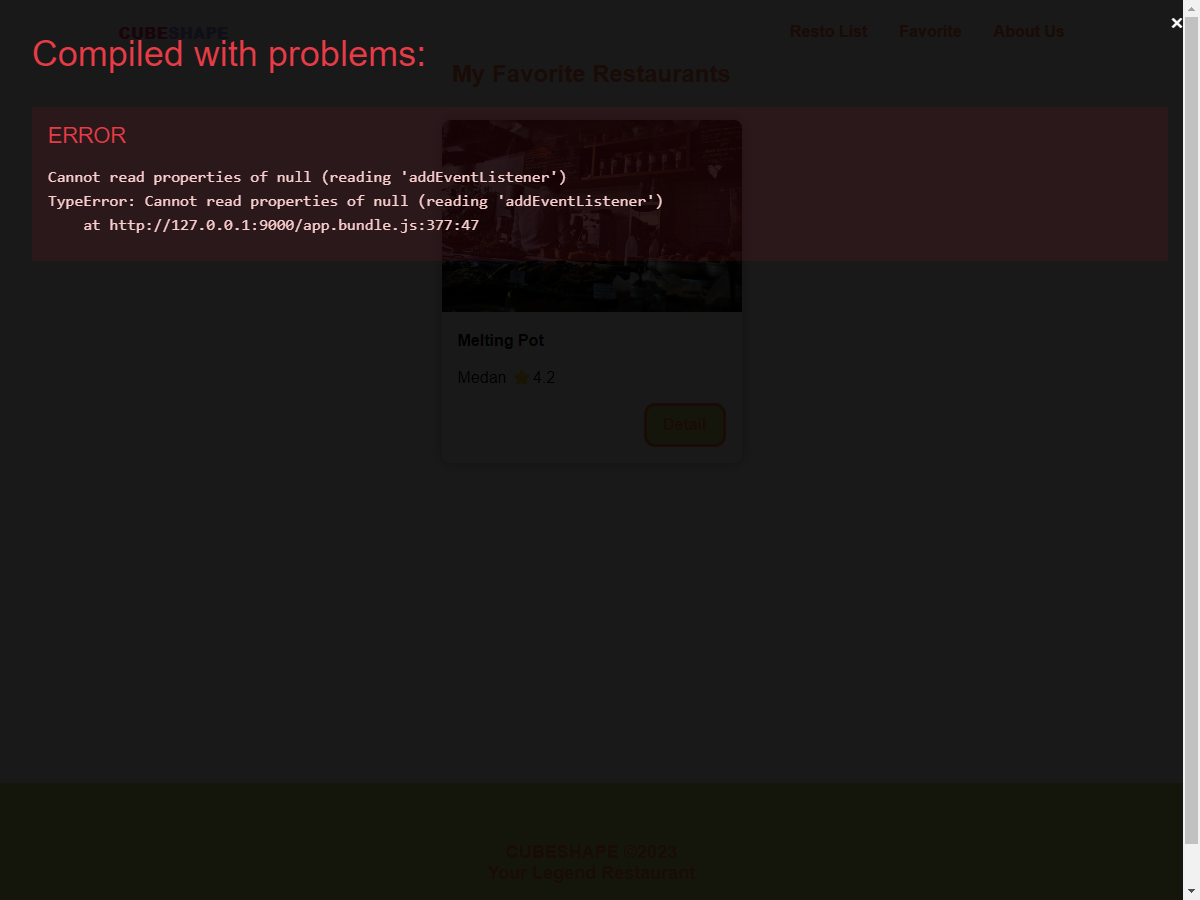 CUBESHAPE
Resto List
Favorite
About Us
×
Compiled with problems:
My Favorite Restaurants
ERROR
Cannot read properties of null (reading 'addEventListener')
TypeError: Cannot read properties of null (reading 'addEventListener')
at http://127.0.0.1:9000/app.bundle.js:377:47
Melting Pot
Medan ⭐ 4.2
Detail
CUBESHAPE ©2023
Your Legend Restaurant